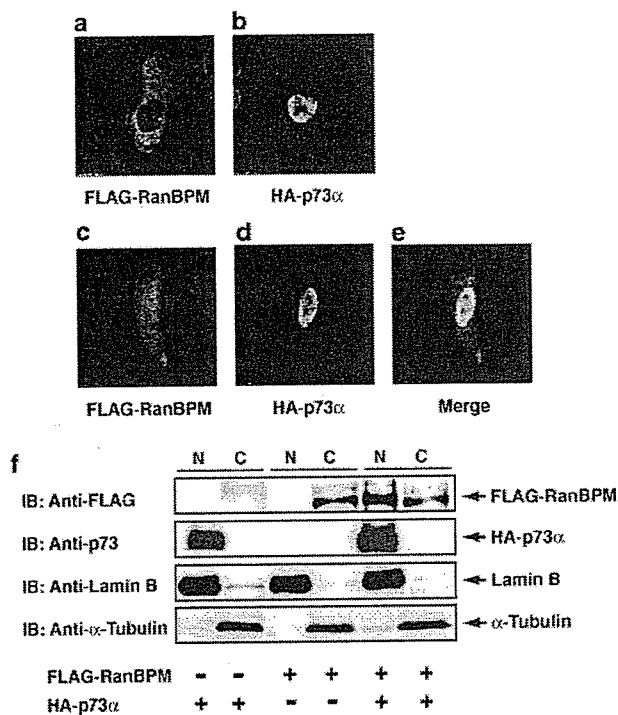 a
b
FLAG-RanBPM
HA-p73α
c
d
e
FLAG-RanBPM
HA-p73α
Merge
f
N C N C N C
IB: Anti-FLAG
FLAG-RanBPM
IB: Anti-p73
HA-p73α
IB: Anti-Lamin B
Lamin B
IB: Anti-α-Tubulin
α-Tubulin
FLAG-RanBPM - - + + + +
HA-p73α + + - - + +